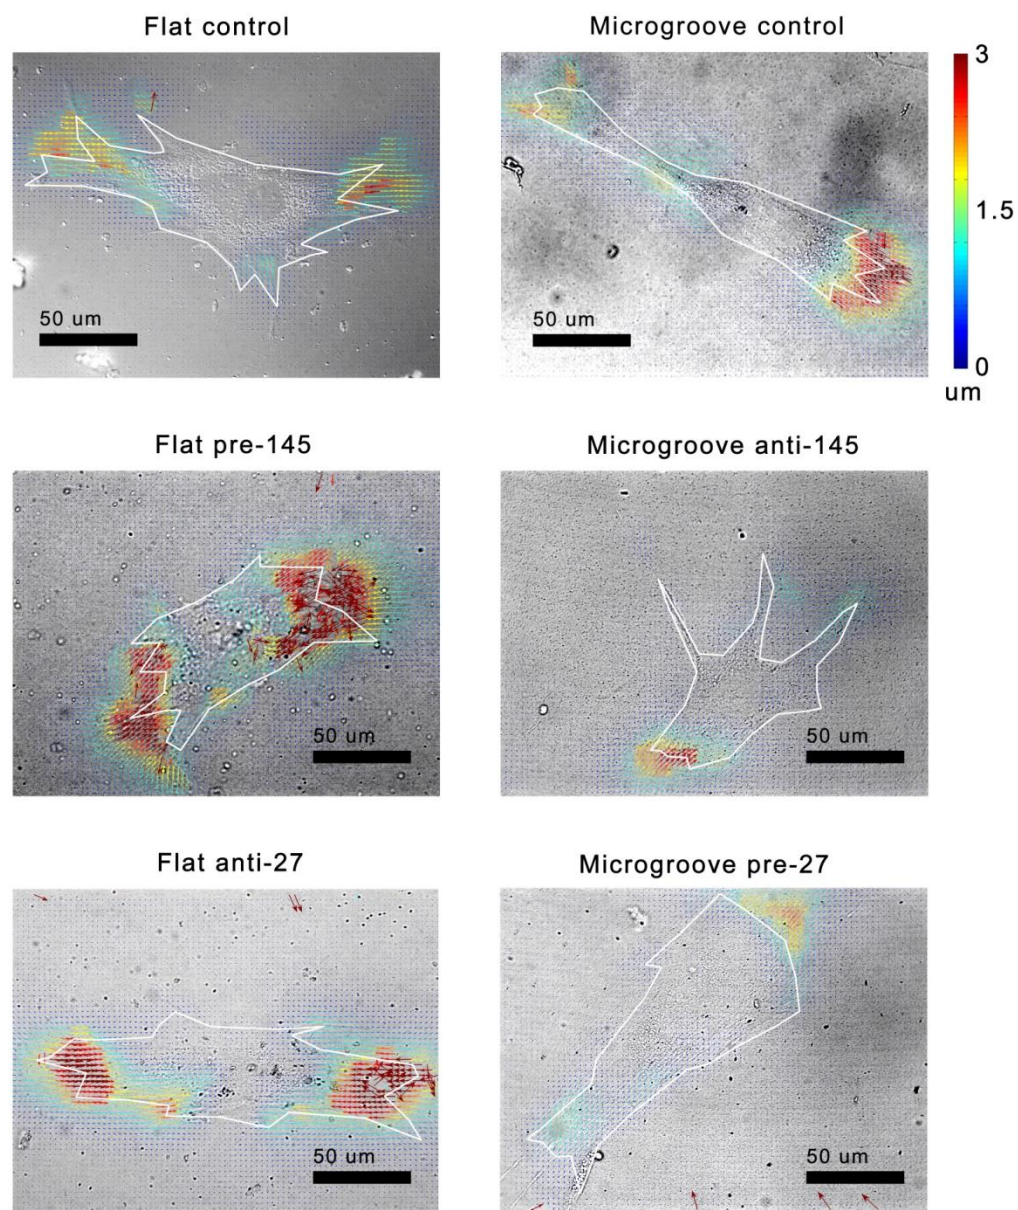 Flat control
Microgroove control
3
1.5
0
um
50 um
50 um
Flat pre-145
Microgroove anti-145
50 um
50 um
Flat anti-27
Microgroove pre-27
50 um
50 um